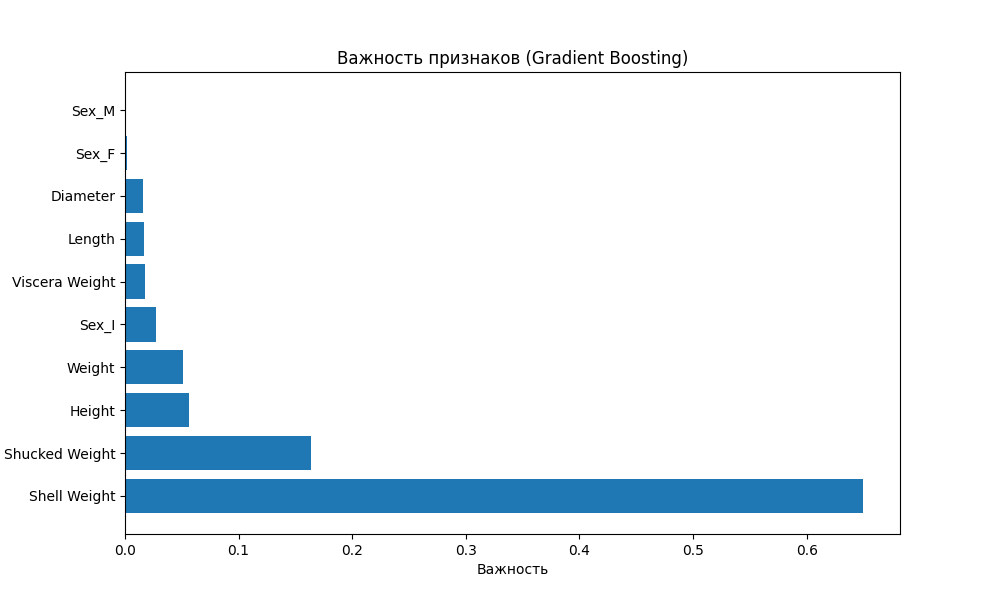 Важность признаков (Gradient Boosting)
Sex_M
Sex_F
Diameter
Length
Viscera Weight
Sex_I
Weight
Height
Shucked Weight
Shell Weight
0.0 0.1 0.2 0.3 0.4 0.5 0.6
Важность